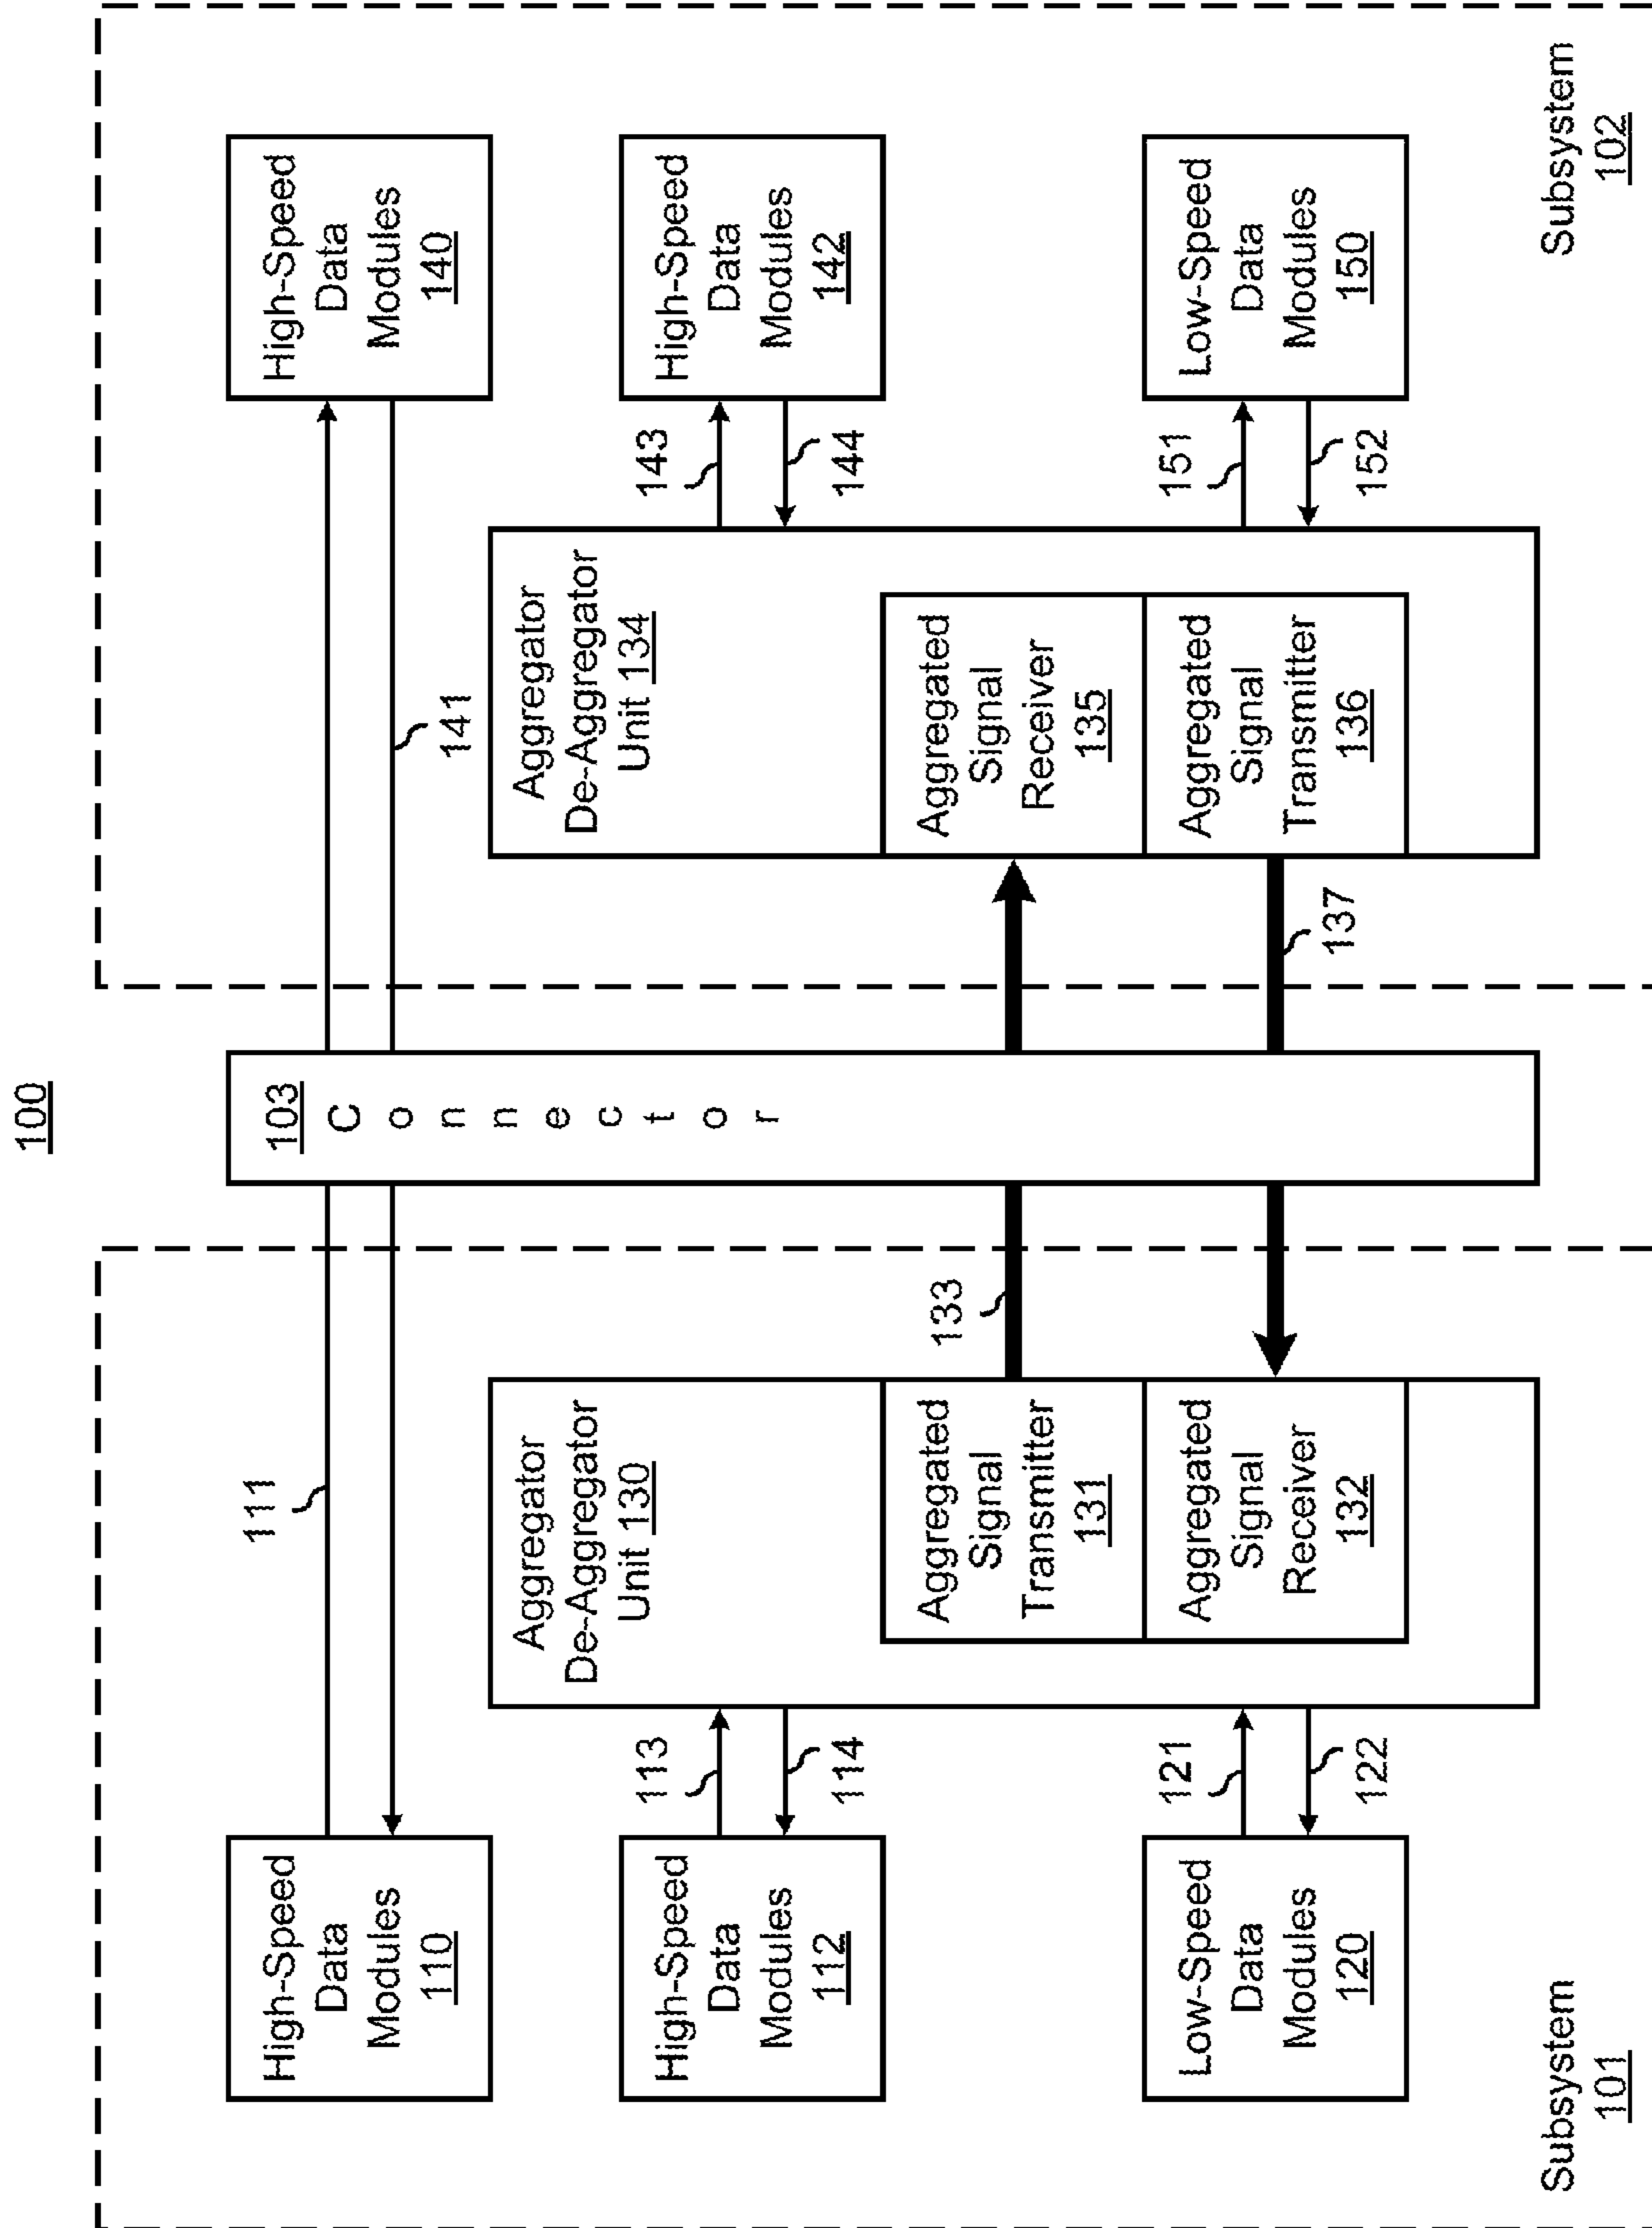 100
High-Speed
Data
Modules
110
111
103
C
o
n
n
e
c
t
o
r
141
High-Speed
Data
Modules
140
High-Speed
Data
Modules
112
113
114
Aggregator
De-Aggregator
Unit 130
Aggregated
Signal
Transmitter
131
Aggregated
Signal
Receiver
132
133
137
Aggregator
De-Aggregator
Unit 134
Aggregated
Signal
Receiver
135
Aggregated
Signal
Transmitter
136
143
144
High-Speed
Data
Modules
142
Low-Speed
Data
Modules
120
121
122
151
152
Low-Speed
Data
Modules
150
Subsystem
101
Subsystem
102